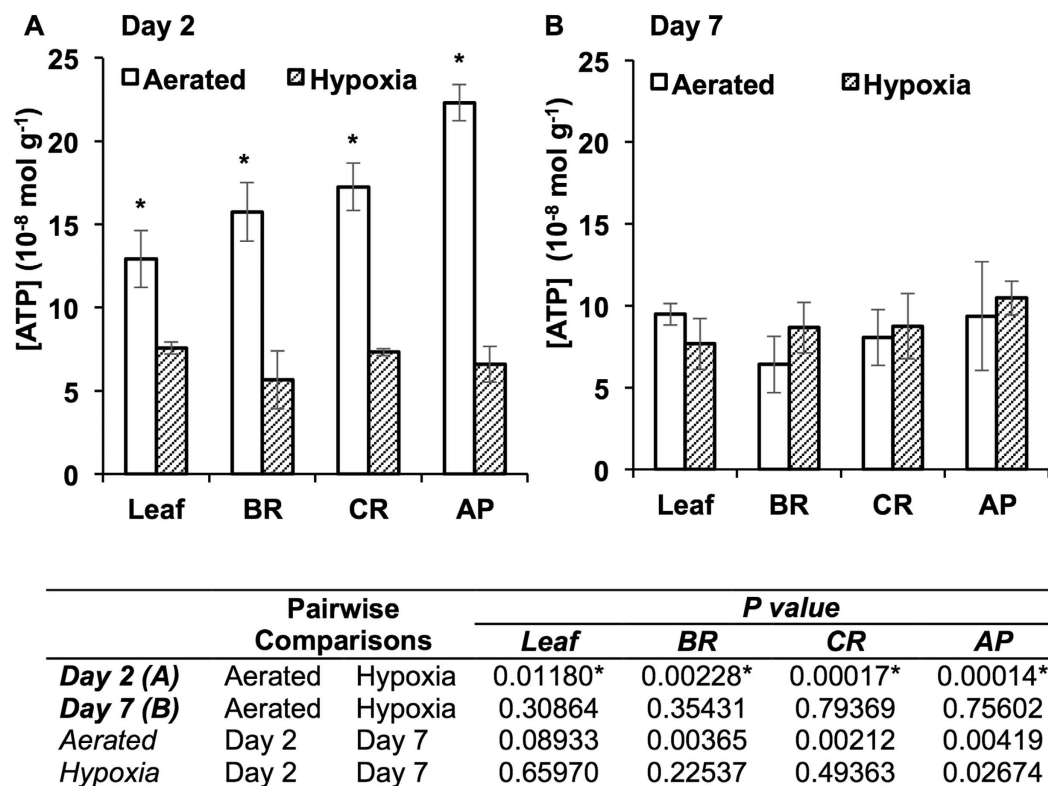 A Day 2
25
20
15
10
5
0
[ATP] (10⁻⁸ mol g⁻¹)
Aerated Hypoxia
*
*
*
*
Leaf BR CR AP
B Day 7
25
20
15
10
5
0
[ATP] (10⁻⁸ mol g⁻¹)
Aerated Hypoxia
Leaf BR CR AP
Pairwise Comparisons P value
Leaf BR CR AP
Day 2 (A) Aerated Hypoxia 0.01180* 0.00228* 0.00017* 0.00014*
Day 7 (B) Aerated Hypoxia 0.30864 0.35431 0.79369 0.75602
Aerated Day 2 Day 7 0.08933 0.00365 0.00212 0.00419
Hypoxia Day 2 Day 7 0.65970 0.22537 0.49363 0.02674